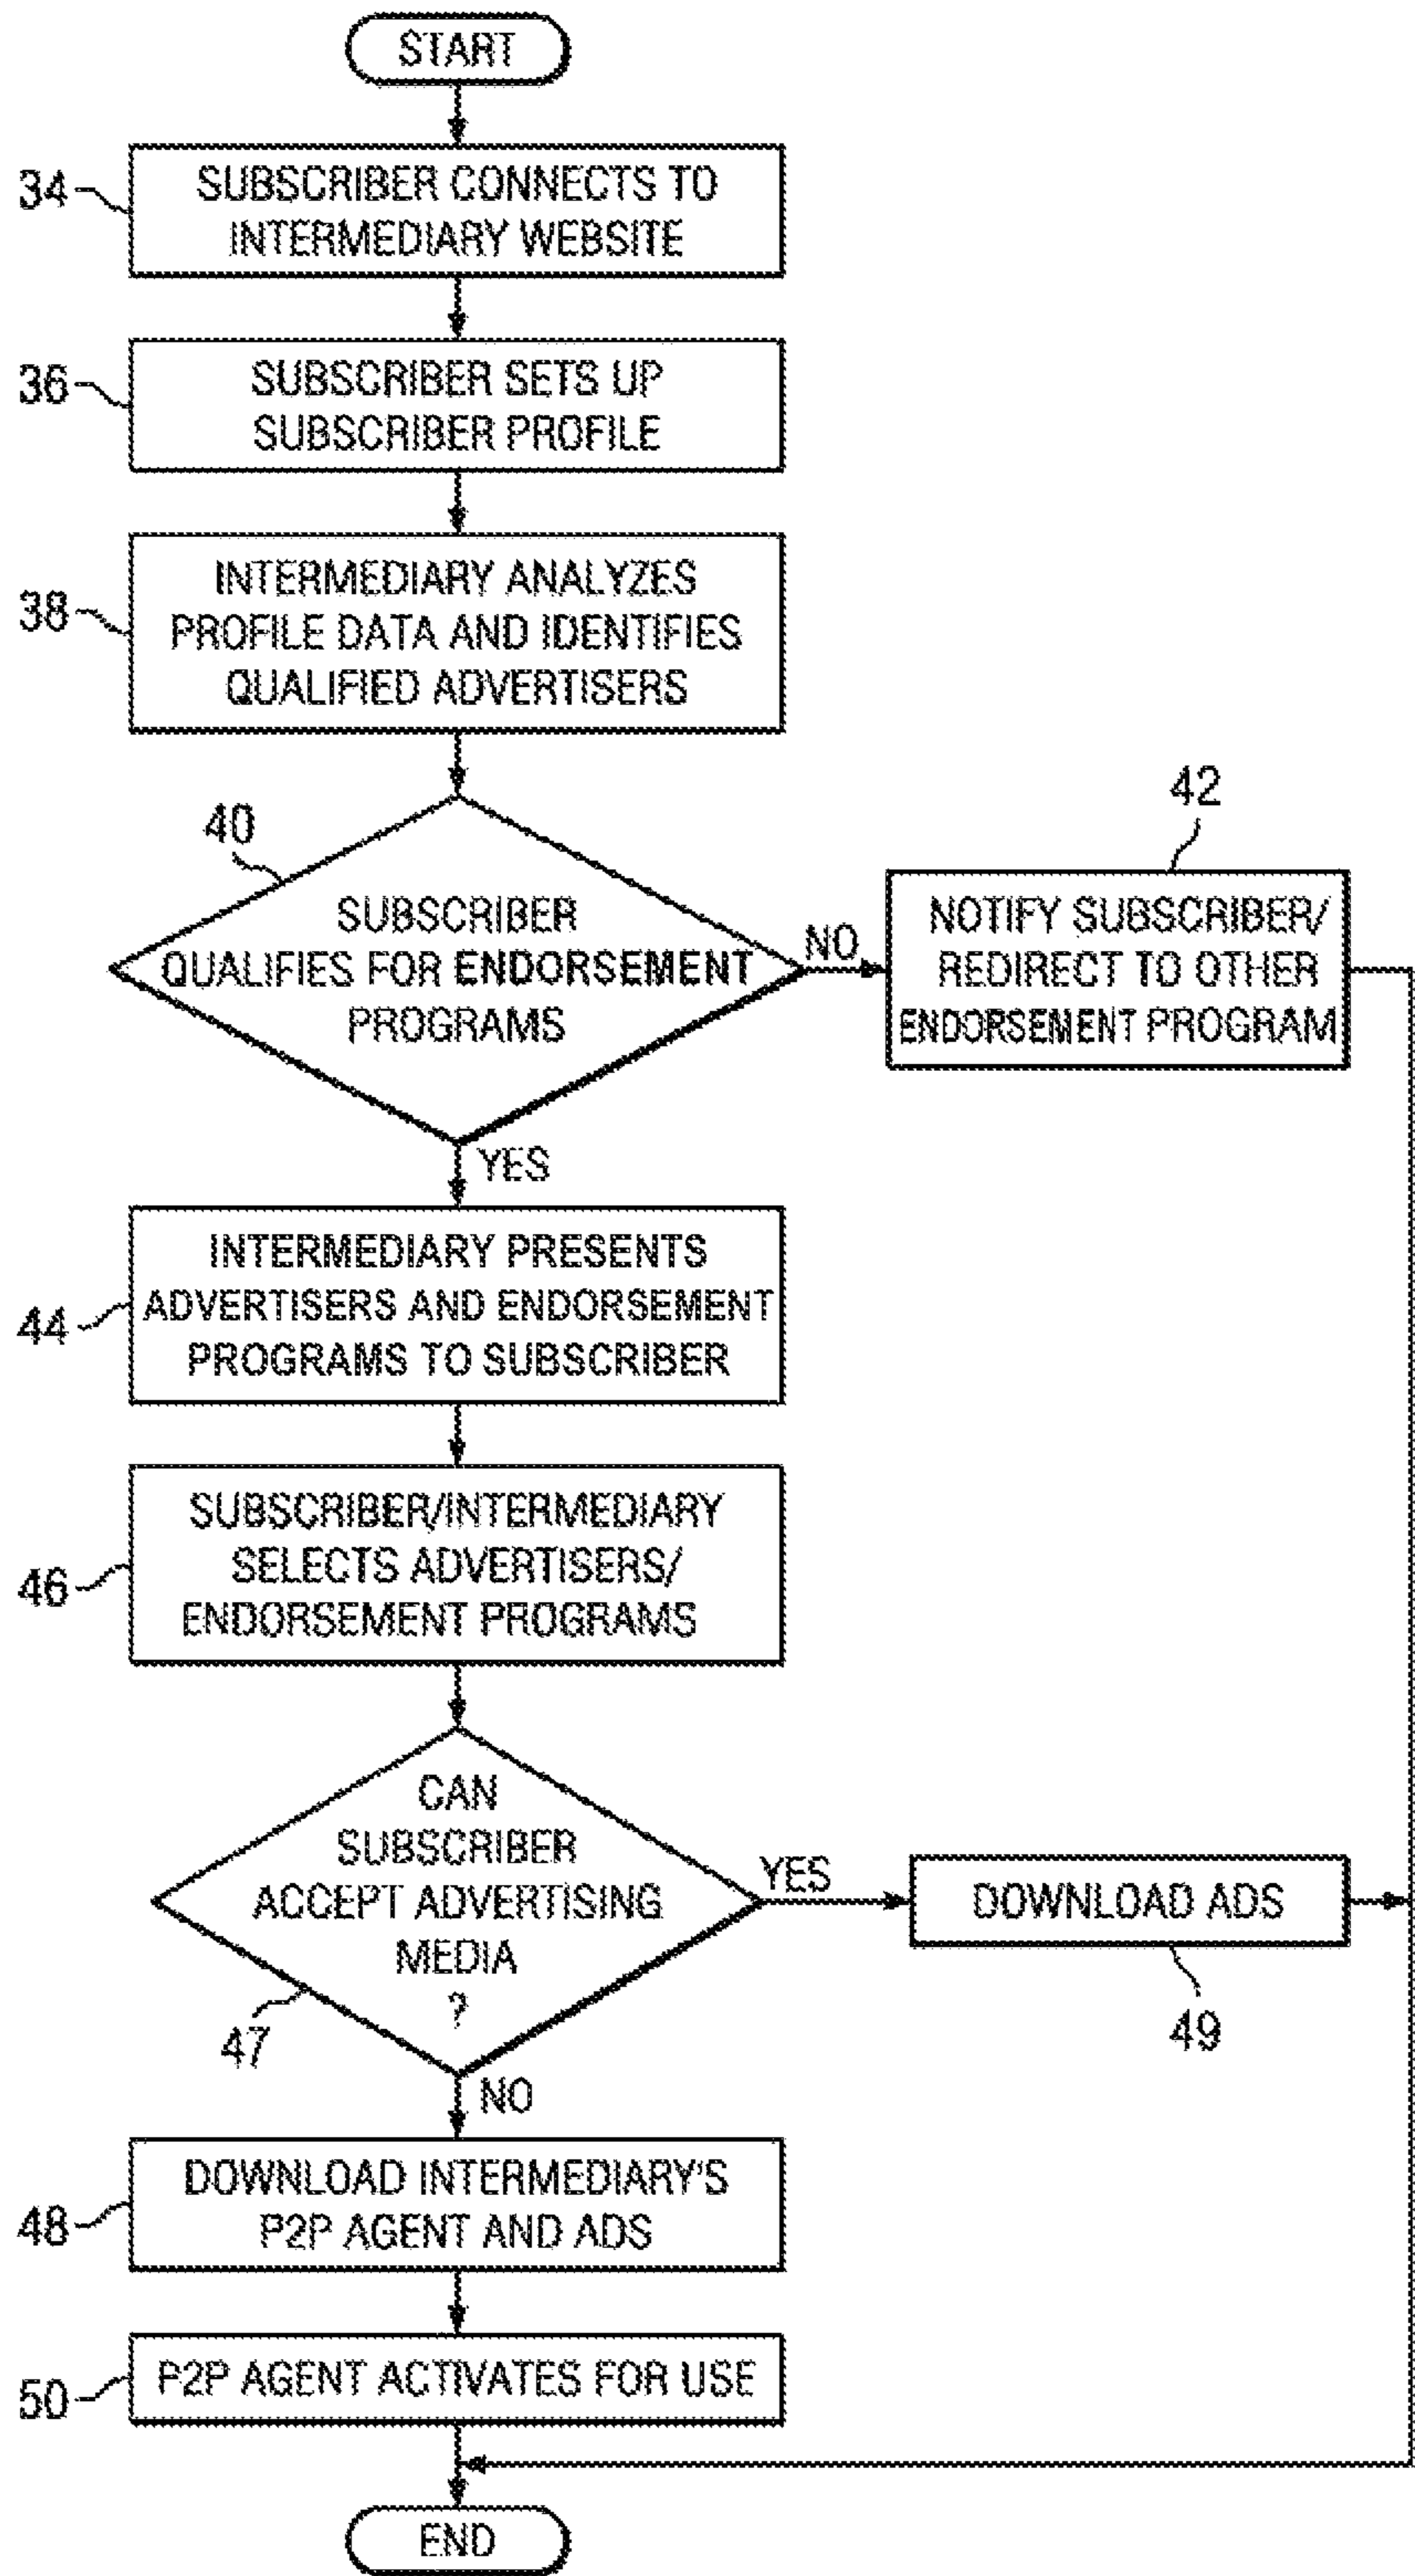 START
34
SUBSCRIBER CONNECTS TO
INTERMEDIARY WEBSITE
36
SUBSCRIBER SETS UP
SUBSCRIBER PROFILE
38
INTERMEDIARY ANALYZES
PROFILE DATA AND IDENTIFIES
QUALIFIED ADVERTISERS
40
SUBSCRIBER
QUALIFIES FOR ENDORSEMENT
PROGRAMS
NO
42
NOTIFY SUBSCRIBER/
REDIRECT TO OTHER
ENDORSEMENT PROGRAM
YES
44
INTERMEDIARY PRESENTS
ADVERTISERS AND ENDORSEMENT
PROGRAMS TO SUBSCRIBER
46
SUBSCRIBER/INTERMEDIARY
SELECTS ADVERTISERS/
ENDORSEMENT PROGRAMS
CAN
SUBSCRIBER
ACCEPT ADVERTISING
MEDIA
?
47
YES
DOWNLOAD ADS
49
NO
48
DOWNLOAD INTERMEDIARY'S
P2P AGENT AND ADS
50
P2P AGENT ACTIVATES FOR USE
END